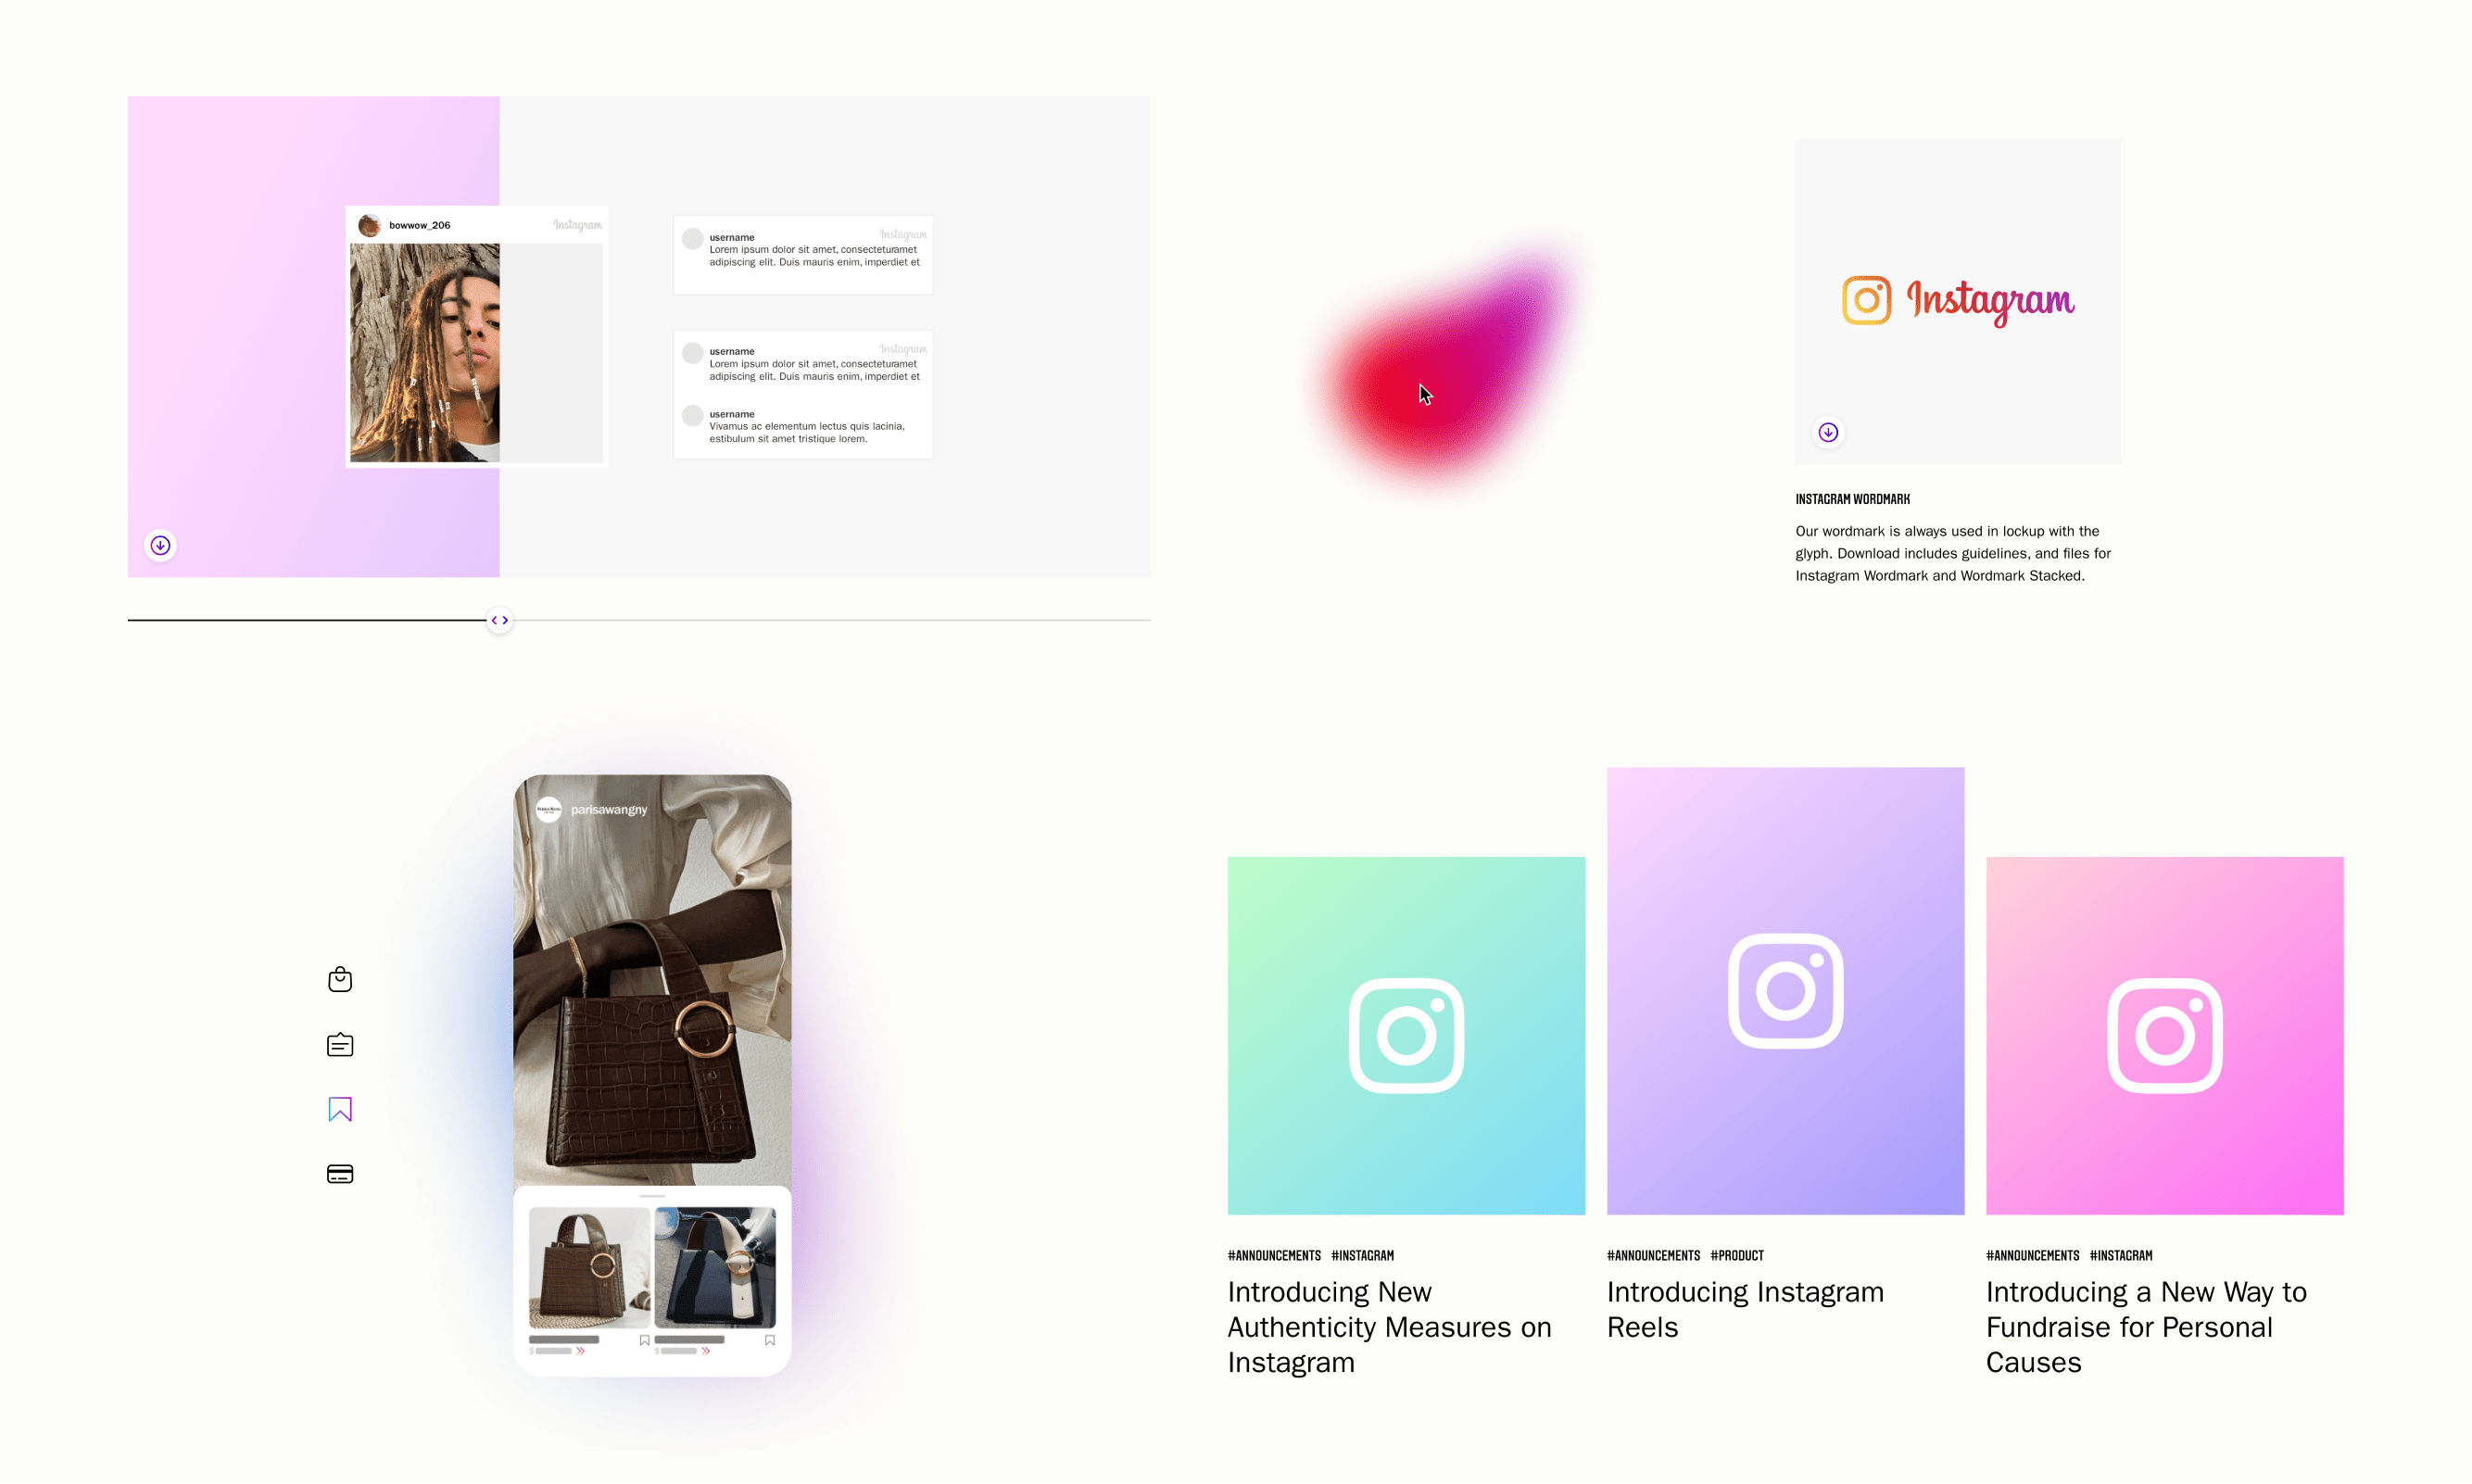 bowwow_206
Instagram
username
Instagram
Lorem ipsum dolor sit amet, consecteturamet
adipiscing elit. Duis mauris enim, imperdiet et
username
Instagram
Lorem ipsum dolor sit amet, consecteturamet
adipiscing elit. Duis mauris enim, imperdiet et
username
Vivamus ac elementum lectus quis lacinia,
estibulum sit amet tristique lorem.
Instagram
INSTAGRAM WORDMARK
Our wordmark is always used in lockup with the
glyph. Download includes guidelines, and files for
Instagram Wordmark and Wordmark Stacked.
parisawangny
$
$
#ANNOUNCEMENTS #INSTAGRAM
Introducing New
Authenticity Measures on
Instagram
#ANNOUNCEMENTS #PRODUCT
Introducing Instagram
Reels
#ANNOUNCEMENTS #INSTAGRAM
Introducing a New Way to
Fundraise for Personal
Causes